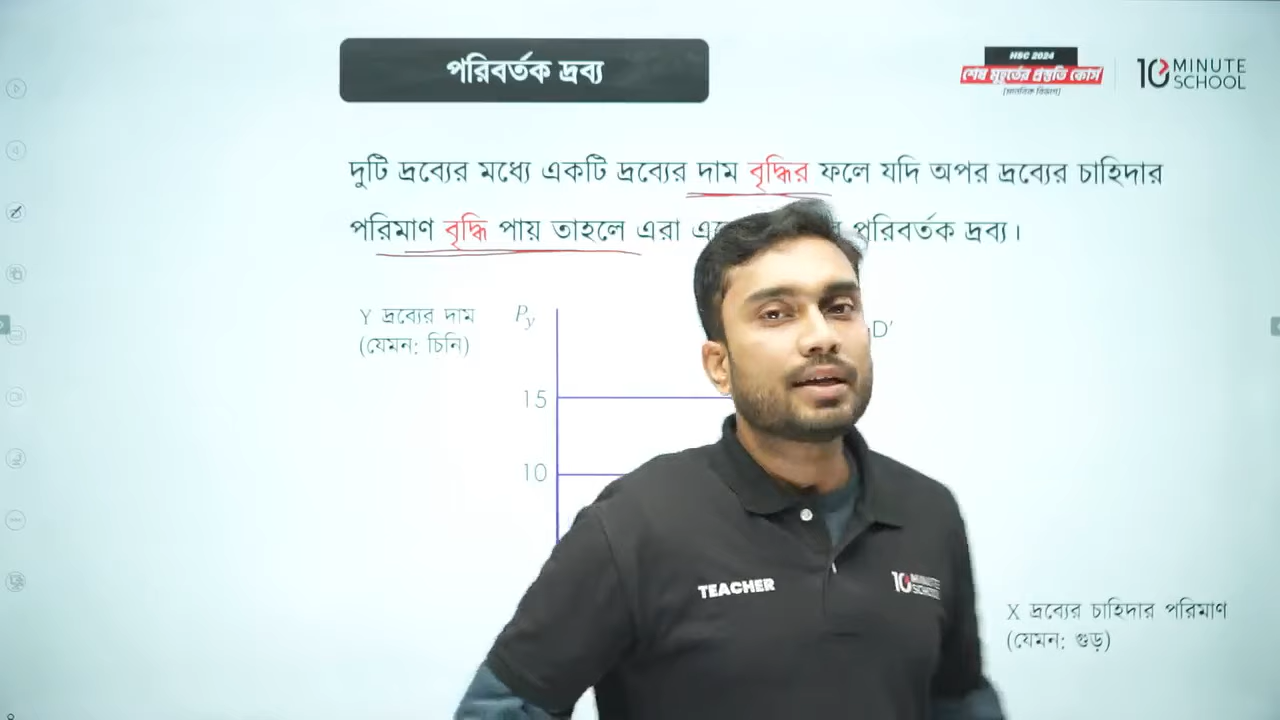 পরিবর্তক দ্রব্য
HSC 2024
শেষ মুহূর্তের প্রস্তুতি কোর্স
[মানবিক বিভাগ]
10 MINUTE SCHOOL
দুটি দ্রব্যের মধ্যে একটি দ্রব্যের দাম বৃদ্ধির ফলে যদি অপর দ্রব্যের চাহিদার
পরিমাণ বৃদ্ধি পায় তাহলে এরা পরিবর্তক দ্রব্য।
Y দ্রব্যের দাম
(যেমন: চিনি)
Py
D′
15
10
TEACHER
10 MINUTE SCHOOL
X দ্রব্যের চাহিদার পরিমাণ
(যেমন: গুড়)